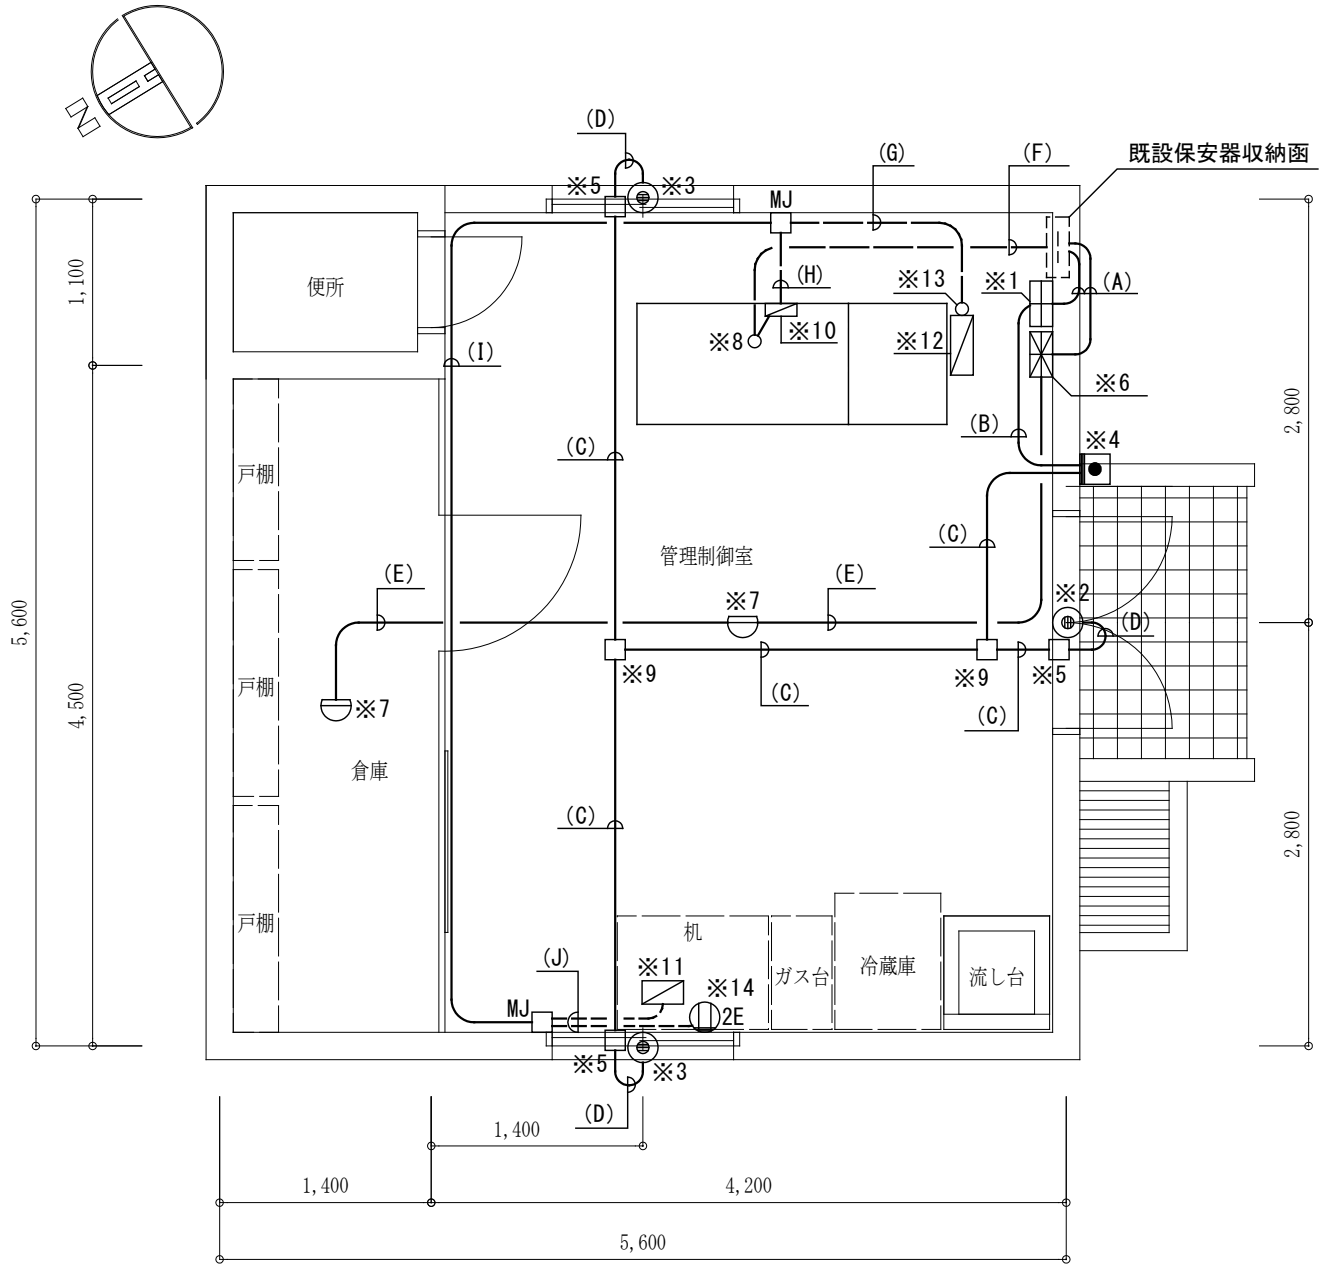 N
(D)
(G)
(F)
既設保安器収納函
※5
※3
MJ
1,100
便所
(H)
※13
※1
(A)
※8
※10
※12
(I)
※6
2,800
(B)
※4
(C)
戸棚
(C)
管理制御室
(E)
(E)
※7
※2
(D)
5,600
※9
※9
※5
4,500
戸棚
※7
(C)
(C)
倉庫
(C)
2,800
戸棚
机
(J)
※11
ガス台
冷蔵庫
流し台
※14
MJ
2E
※5
※3
(D)
1,400
1,400
4,200
5,600